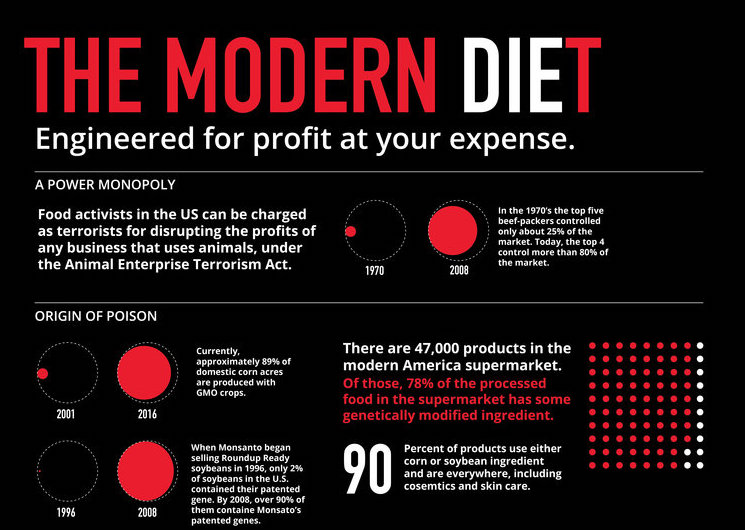 THE MODERN DIET
Engineered for profit at your expense.
A POWER MONOPOLY
Food activists in the US can be charged
as terrorists for disrupting the profits of
any business that uses animals, under
the Animal Enterprise Terrorism Act.
1970
2008
In the 1970's the top five
beef-packers controlled
only about 25% of the
market. Today, the top 4
control more than 80% of
the market.
ORIGIN OF POISON
2001
2016
Currently,
approximately 89% of
domestic corn acres
are produced with
GMO crops.
1996
2008
When Monsanto began
selling Roundup Ready
soybeans in 1996, only 2%
of soybeans in the U.S.
contained their patented
gene. By 2008, over 90% of
them containe Monsato's
patented genes.
There are 47,000 products in the
modern America supermarket.
Of those, 78% of the processed
food in the supermarket has some
genetically modified ingredient.
90
Percent of products use either
corn or soybean ingredient
and are everywhere, including
cosemtics and skin care.